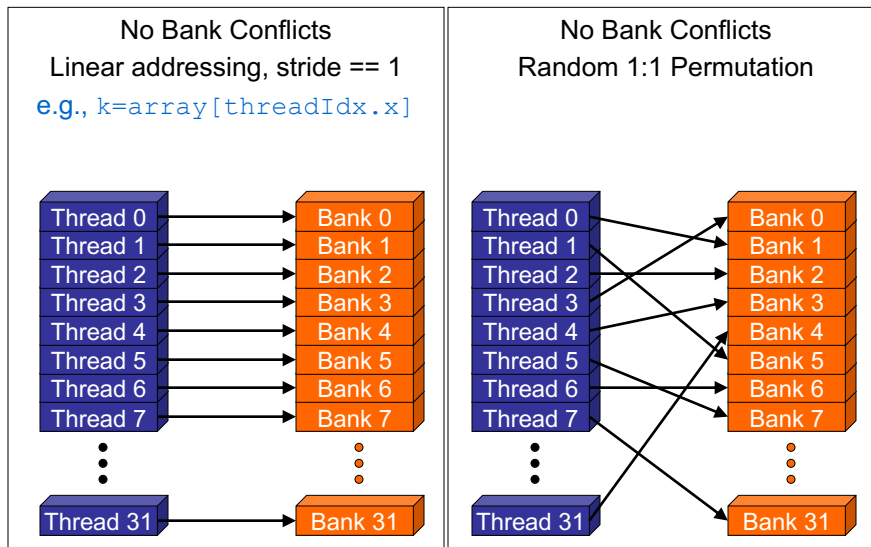 No Bank Conflicts
Linear addressing, stride == 1
e.g., k=array[threadIdx.x]
Thread 0
Thread 1
Thread 2
Thread 3
Thread 4
Thread 5
Thread 6
Thread 7
Thread 31
Bank 0
Bank 1
Bank 2
Bank 3
Bank 4
Bank 5
Bank 6
Bank 7
Bank 31
No Bank Conflicts
Random 1:1 Permutation
Thread 0
Thread 1
Thread 2
Thread 3
Thread 4
Thread 5
Thread 6
Thread 7
Thread 31
Bank 0
Bank 1
Bank 2
Bank 3
Bank 4
Bank 5
Bank 6
Bank 7
Bank 31